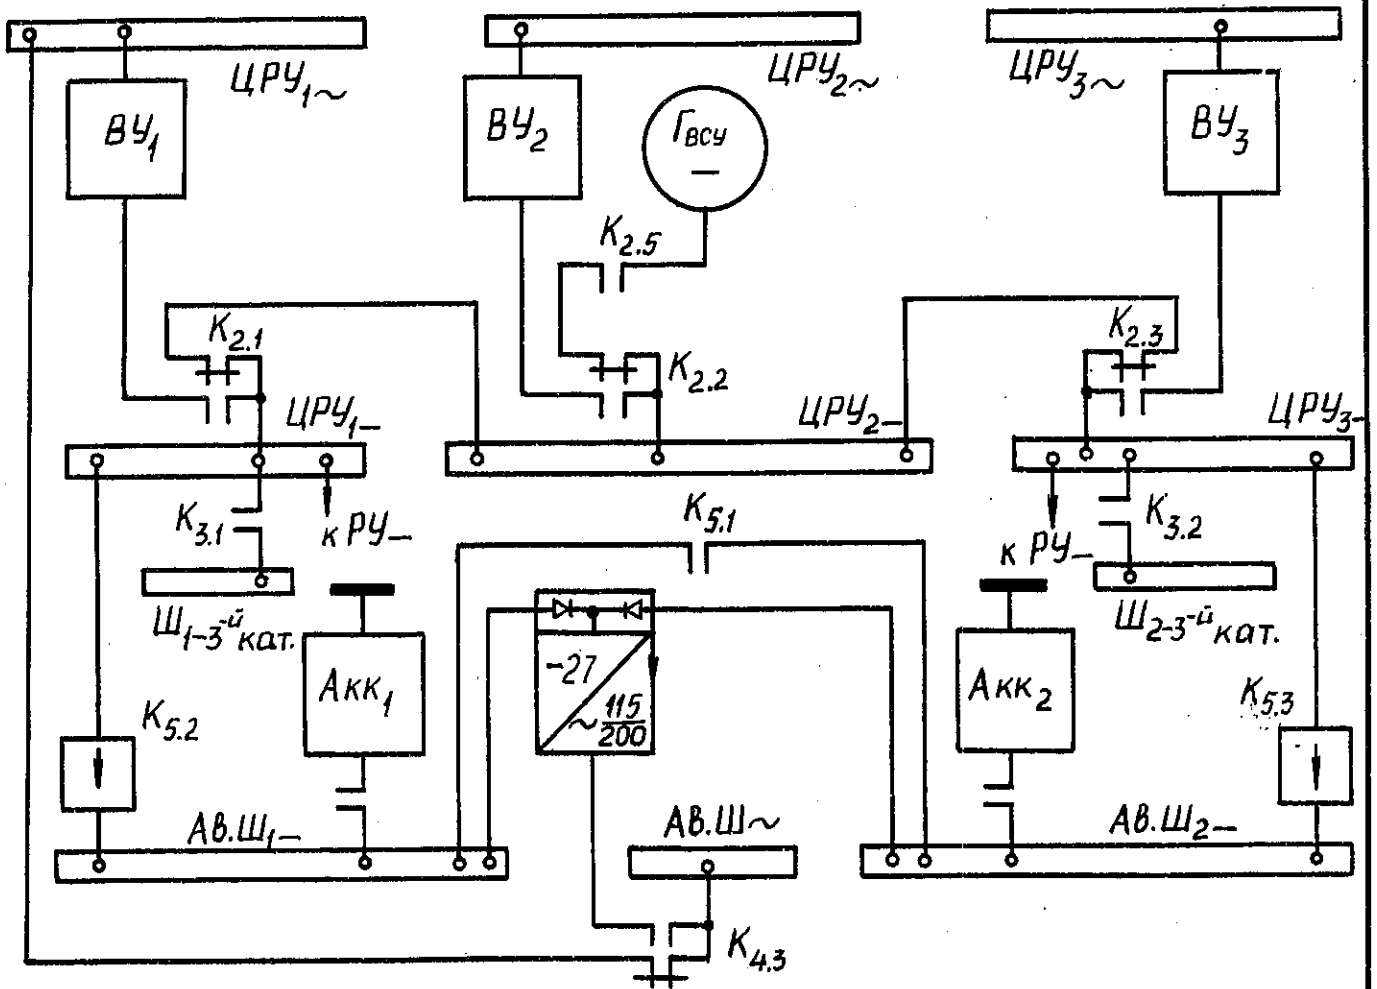 ЦРУ1~
ЦРУ2~
ЦРУ3~
ВУ1
ВУ2
ГВСУ
—
ВУ3
К2.5
К2.1
К2.2
К2.3
ЦРУ1–
ЦРУ2–
ЦРУ3–
К3.1
к РУ–
К5.1
к РУ–
К3.2
Ш1-3-й кат.
Ш2-3-й кат.
Акк1
-27
~ 115/200
Акк2
К5.2
К5.3
АВ.Ш1–
АВ.Ш~
АВ.Ш2–
К4.3